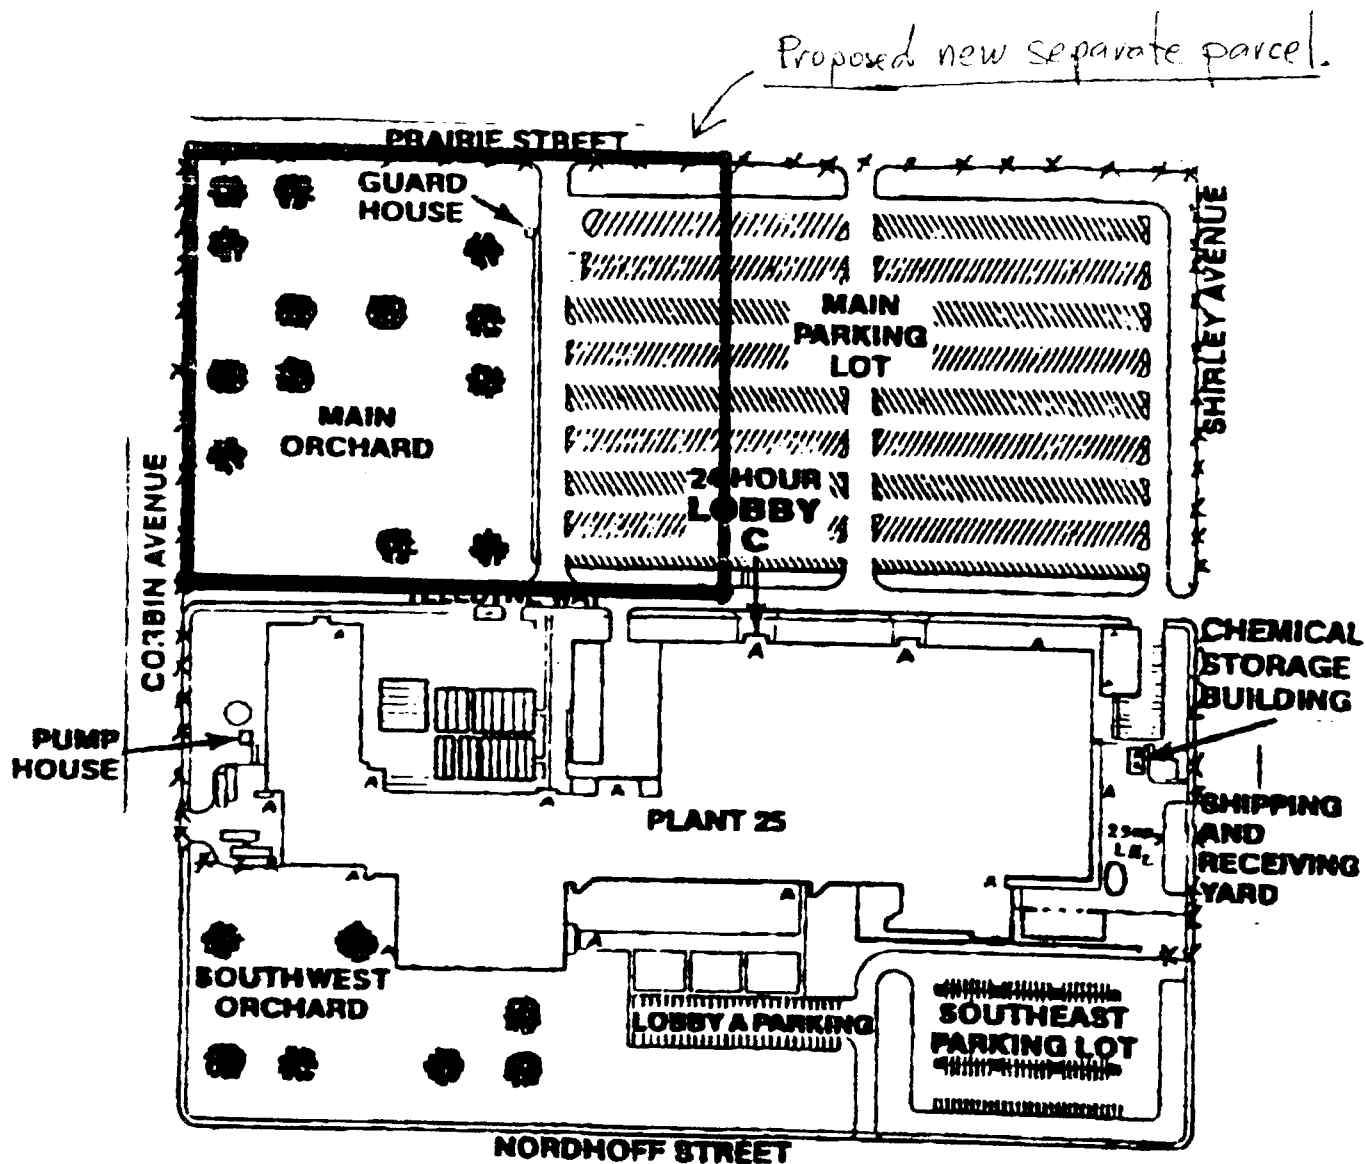 Proposed new separate parcel.
PRAIRIE STREET
GUARD
HOUSE
SHIRLEY AVENUE
MAIN
PARKING
LOT
MAIN
ORCHARD
24 HOUR
LOBBY
C
CORBIN AVENUE
TELEDYNE WAY
CHEMICAL
STORAGE
BUILDING
PUMP
HOUSE
PLANT 25
SHIPPING
AND
RECEIVING
YARD
SOUTHWEST
ORCHARD
LOBBY A PARKING
SOUTHEAST
PARKING LOT
NORDHOFF STREET